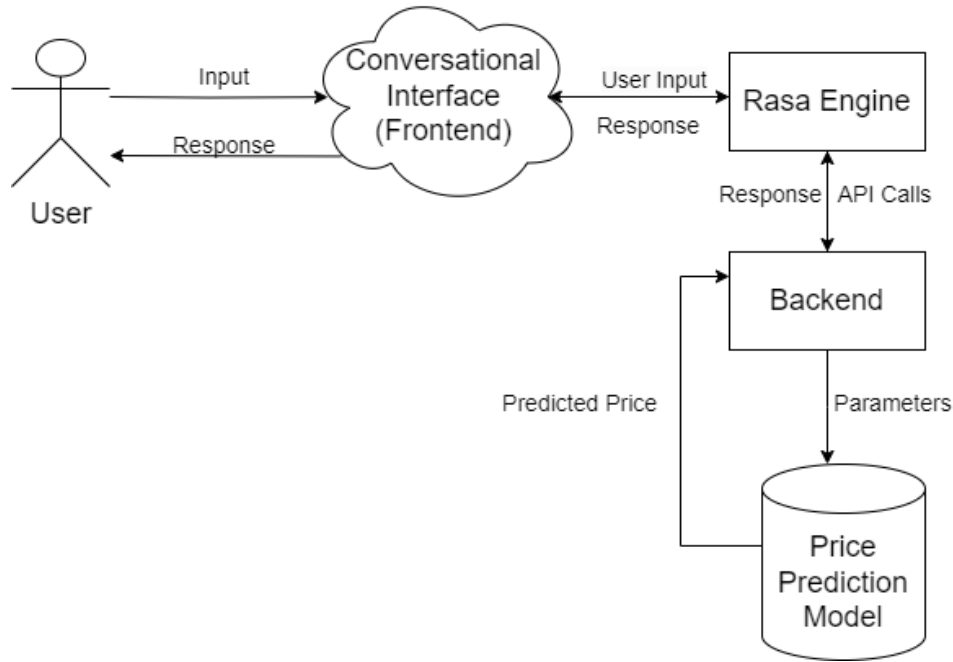 Input
Response
User
Conversational
Interface
(Frontend)
User Input
Response
Rasa Engine
Response
API Calls
Backend
Predicted Price
Parameters
Price
Prediction
Model